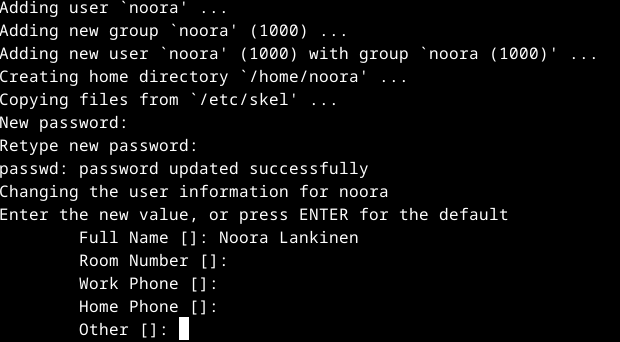 Adding user `noora' ...
Adding new group `noora' (1000) ...
Adding new user `noora' (1000) with group `noora (1000)' ...
Creating home directory `/home/noora' ...
Copying files from `/etc/skel' ...
New password:
Retype new password:
passwd: password updated successfully
Changing the user information for noora
Enter the new value, or press ENTER for the default
        Full Name []: Noora Lankinen
        Room Number []:
        Work Phone []:
        Home Phone []:
        Other []: